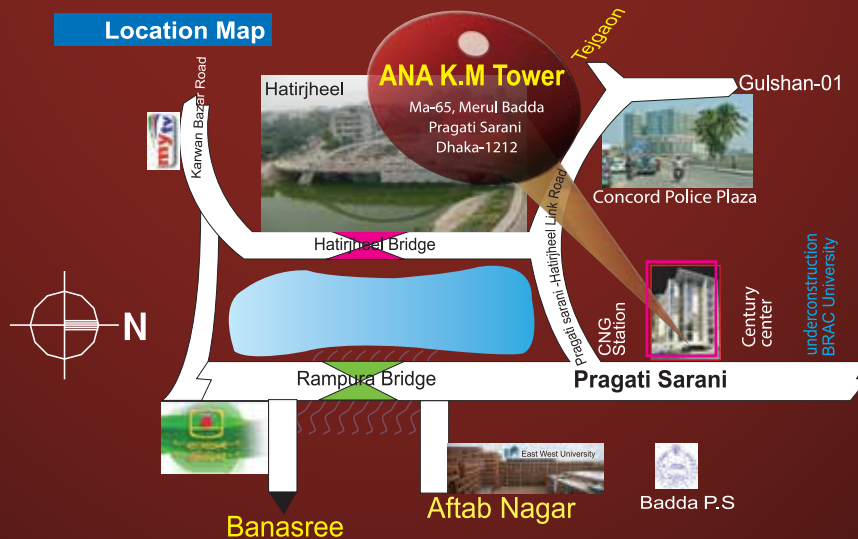 Location Map
Tejgaon
ANA K.M Tower
Ma-65, Merul Badda
Pragati Sarani
Dhaka-1212
Gulshan-01
Hatirjheel
Karwan Bazar Road
my tv
Concord Police Plaza
Hatirjheel Bridge
Pragati sarani -Hatirjheel Link Road
N
CNG
Station
Century
center
underconstruction
BRAC University
Rampura Bridge
Pragati Sarani
East West University
Banasree
Aftab Nagar
Badda P.S